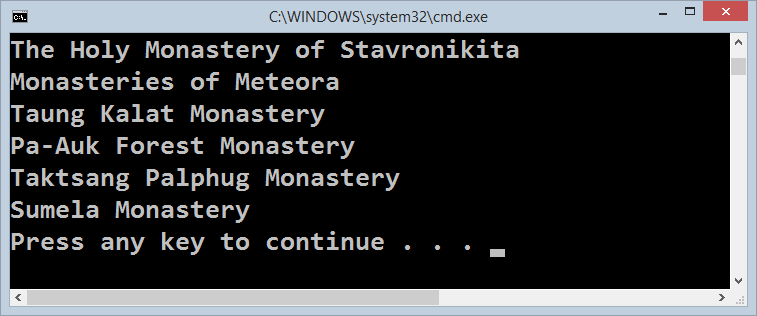 C:\WINDOWS\system32\cmd.exe
The Holy Monastery of Stavronikita
Monasteries of Meteora
Taung Kalat Monastery
Pa-Auk Forest Monastery
Taktsang Palphug Monastery
Sumela Monastery
Press any key to continue . . .